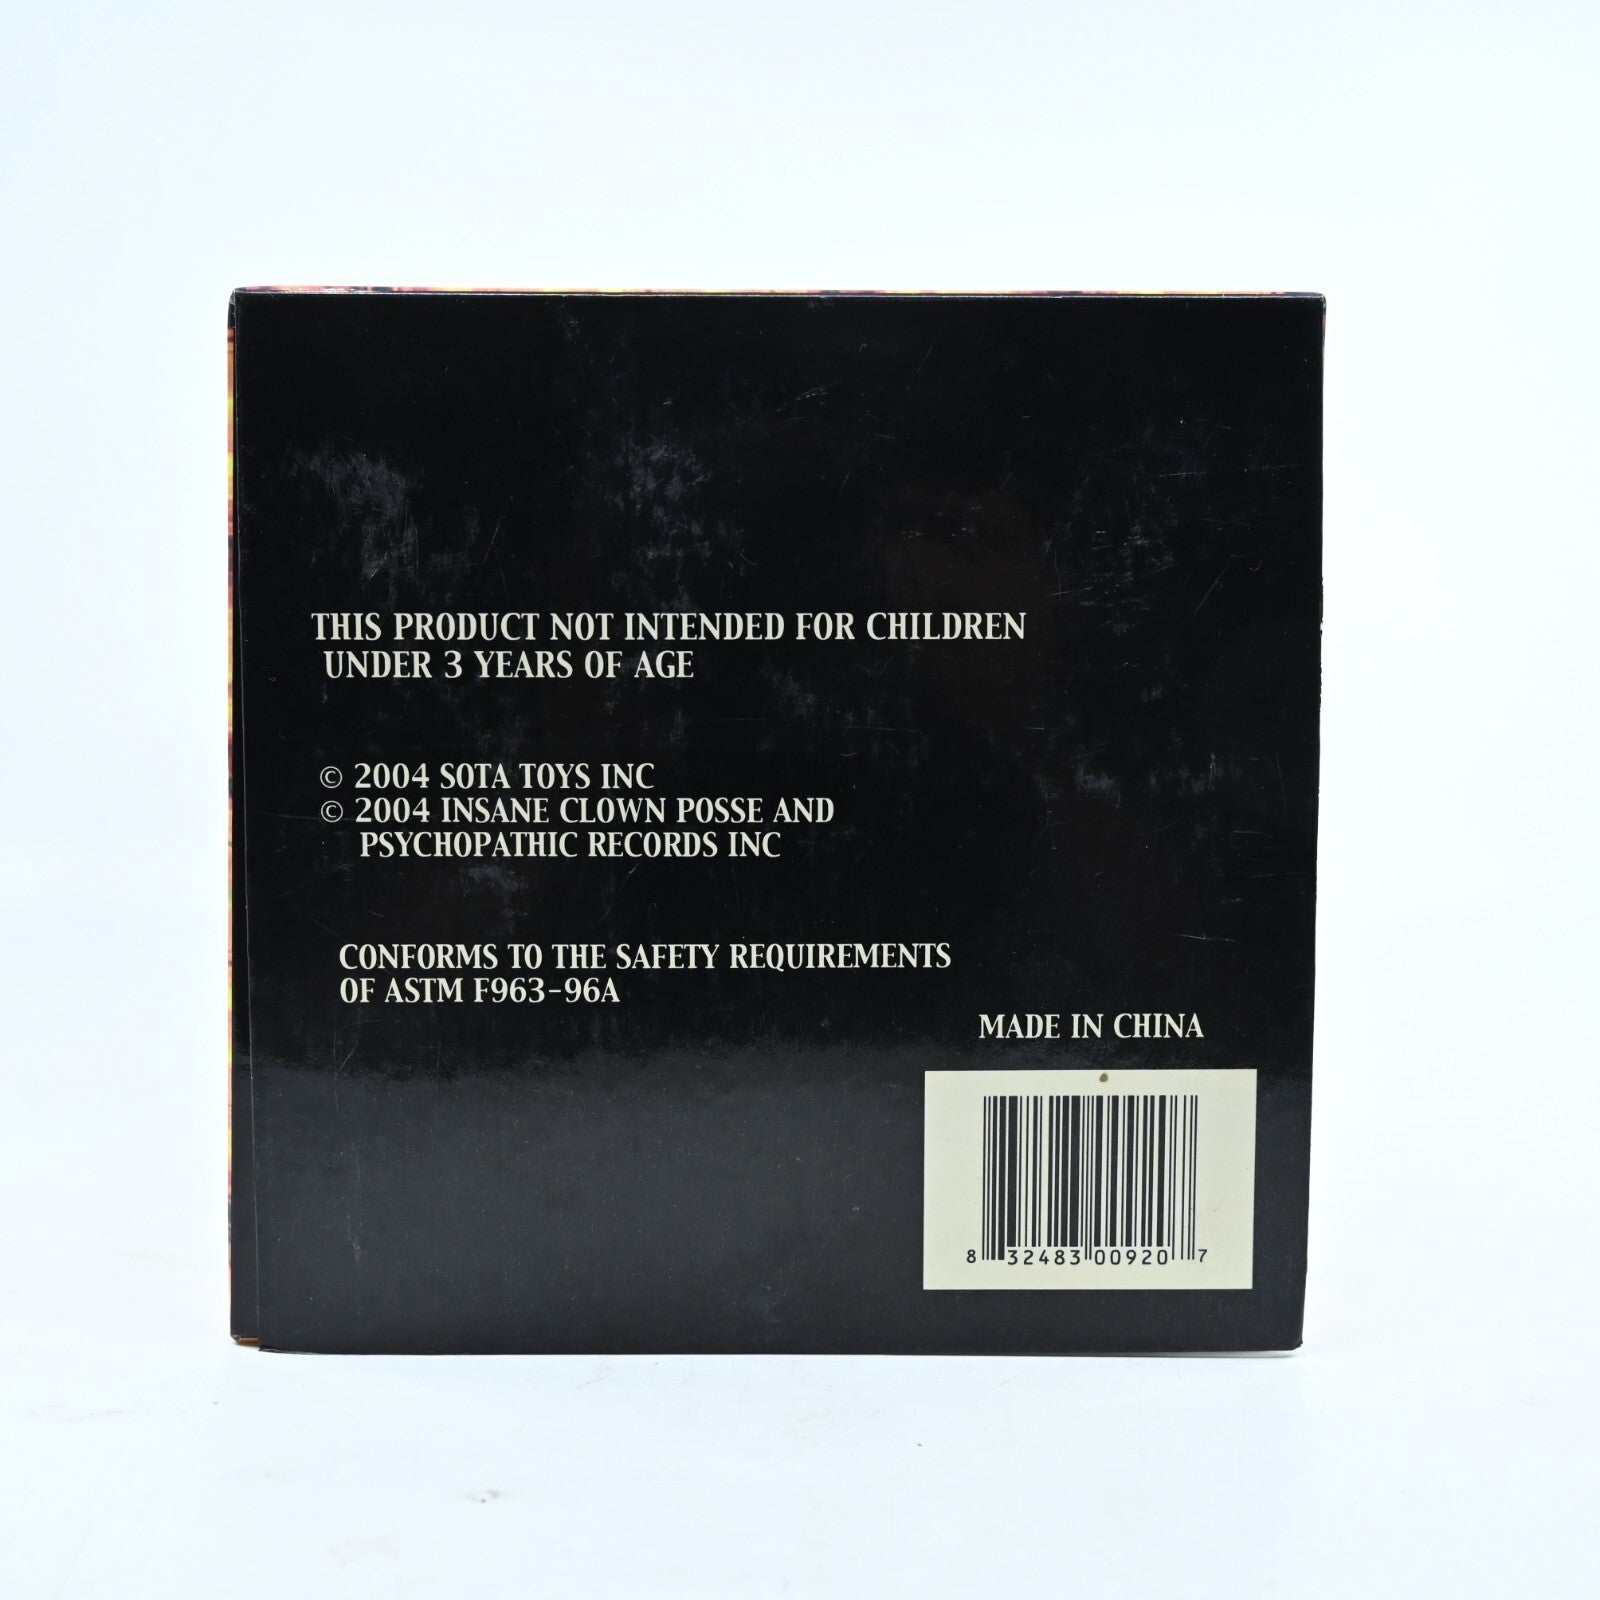 THIS PRODUCT NOT INTENDED FOR CHILDREN
UNDER 3 YEARS OF AGE
© 2004 SOTA TOYS INC
© 2004 INSANE CLOWN POSSE AND
PSYCHOPATHIC RECORDS INC
CONFORMS TO THE SAFETY REQUIREMENTS
OF ASTM F963-96A
MADE IN CHINA
8 32483 00920 7